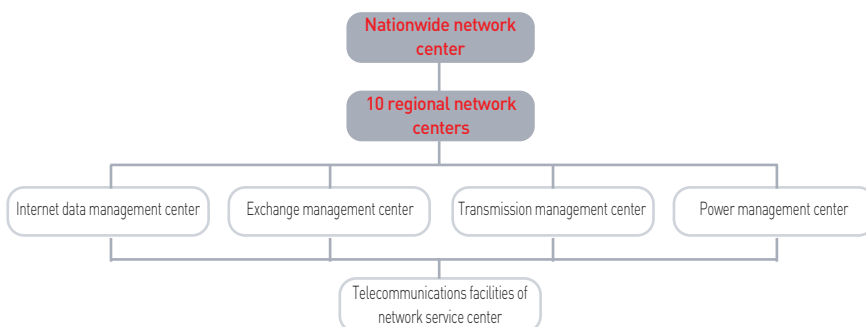 Nationwide network
center
10 regional network
centers
Internet data management center
Exchange management center
Transmission management center
Power management center
Telecommunications facilities of
network service center